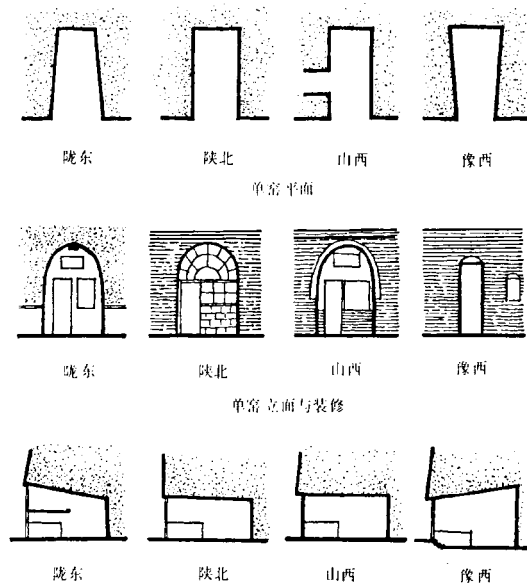 陇东 陕北 山西 豫西
单窑平面
陇东 陕北 山西 豫西
单窑立面与装修
陇东 陕北 山西 豫西